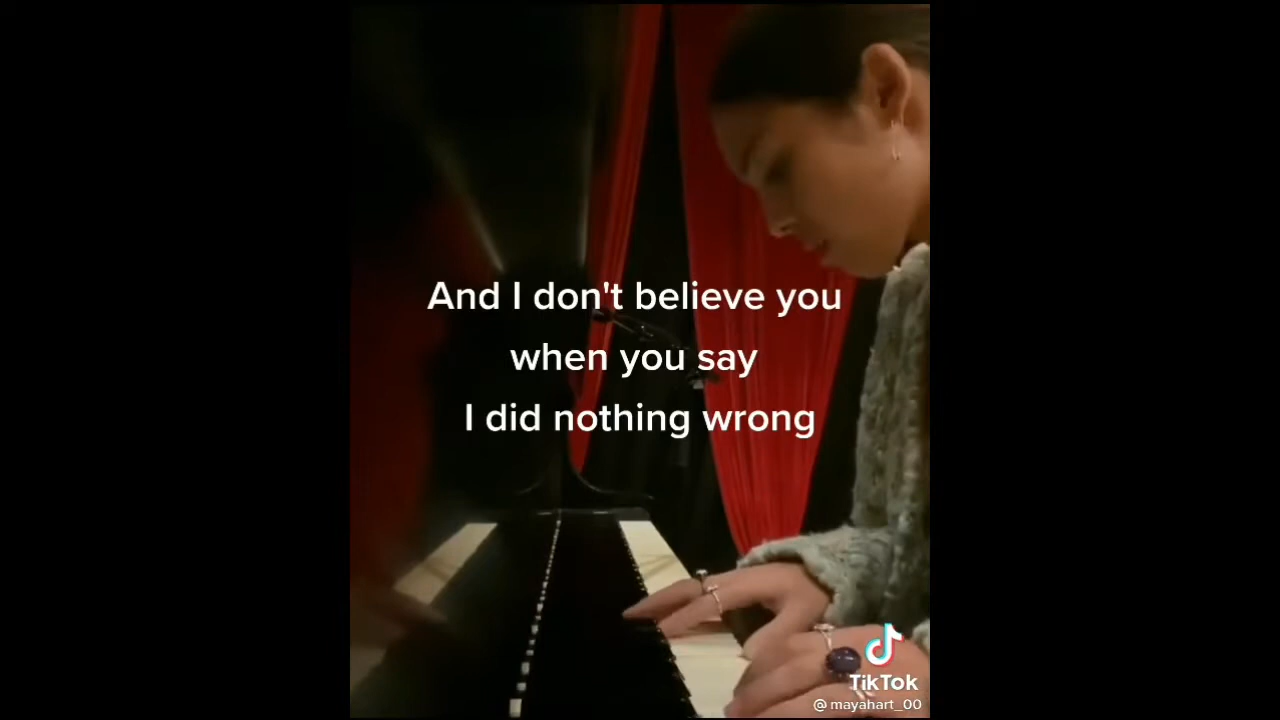 And I don't believe you
when you say
I did nothing wrong
TikTok
@mayahart_00